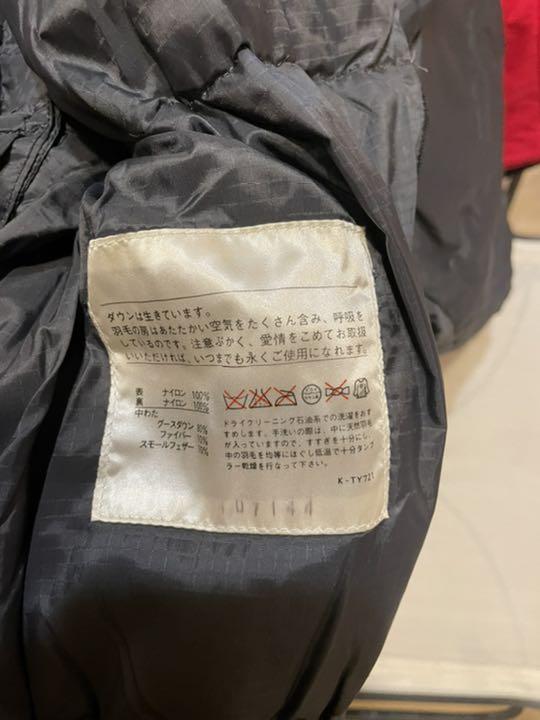 ダウンは生きています。
羽毛の房はあたたかい空気をたくさん含み、呼吸を
しているのです。注意ぶかく、愛情をこめてお取扱
いいただければ、いつまでも永くご使用になれます。
表 ナイロン 100%
裏 ナイロン 100%
中わた
グースダウン 80%
ファイバー 10%
スモールフェザー 10%
ドライクリーニング石油系での洗濯をおす
すめします。手洗いの際は、中に天然羽毛
が入っていますので、すすぎを十分にし、
中の羽毛を均等にほぐし低温で十分タンブ
ラー乾燥を行なって下さい。
K-TY721